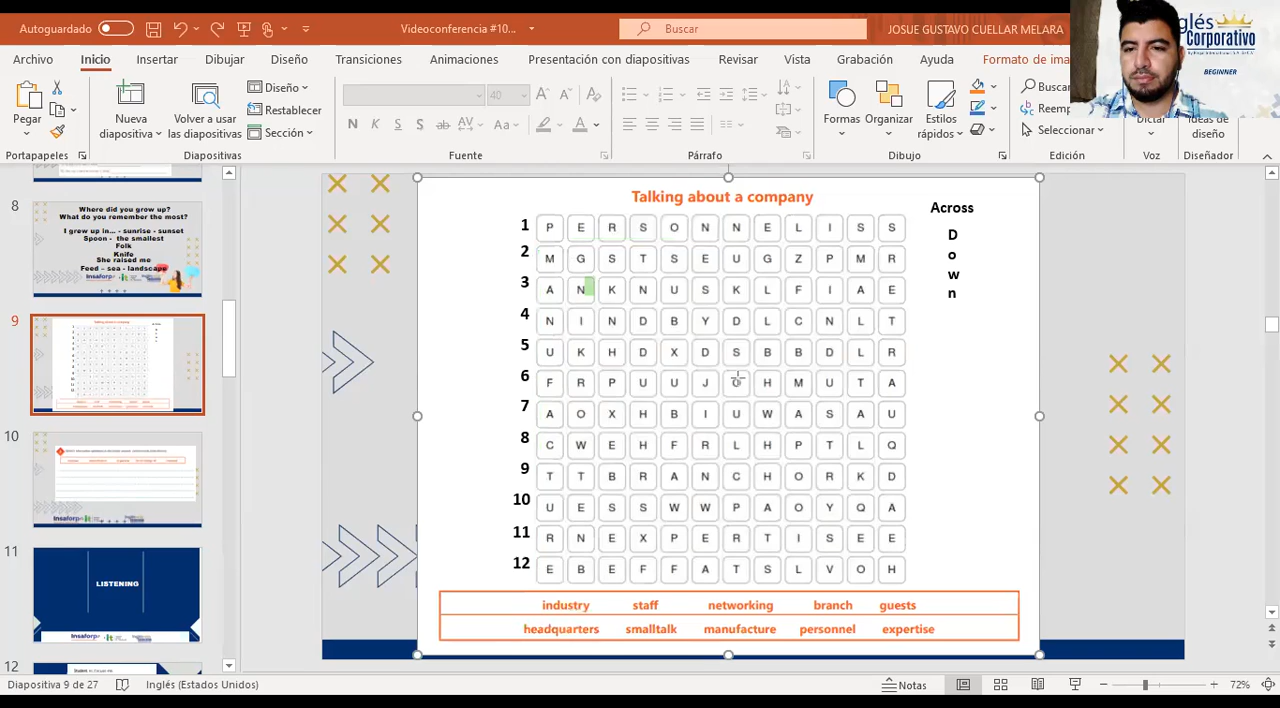 Autoguardado
Videoconferencia #10...
Buscar
JOSUE GUSTAVO CUELLAR MELARA
glés
Corporativo
BEGINNER
Archivo Inicio Insertar Dibujar Diseño Transiciones Animacio resentación con diapositivas Revisar Vista Grabación Ayuda Formato de ima
Pegar
Nueva
diapositiva
Volver a usar
las diapositivas
Diseño
Restablecer
Sección
40
Formas
Organizar
Estilos
rápidos
Buscar
Reemp
Seleccionar
Dictar
Ideas de
diseño
Portapapeles Diapositivas Fuente Párrafo Dibujo Edición Voz Diseñador
8
Where did you grow up?
What do you remember the most?
I grew up in... - sunrise - sunset
Spoon - the smallest
Folk
Knife
She raised me
Feed – sea - landscape
9
10
11
LISTENING
12
Talking about a company
Across
D
o
w
n
1 P E R S O N N E L I S S
2 M G S T S E U G Z P M R
3 A N K N U S K L F I A E
4 N I N D B Y D L C N L T
5 U K H D X D S B B D L R
6 F R P U U J O H M U T A
7 A O X H B I U W A S A U
8 C W E H F R L H P T L Q
9 T T B R A N C H O R K D
10 U E S S W W P A O Y Q A
11 R N E X P E R T I S E E
12 E B E F F A T S L V O H
industry staff networking branch guests
headquarters smalltalk manufacture personnel expertise
Diapositiva 9 de 27 Inglés (Estados Unidos) Notas 72%